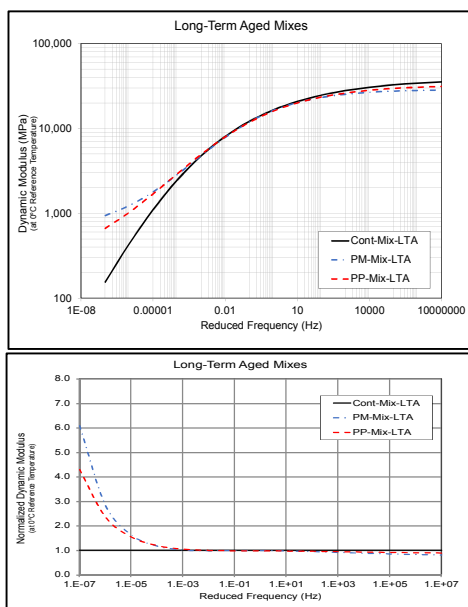 Long-Term Aged Mixes
100,000
10,000
1,000
100
Dynamic Modulus (MPa)
(at 0ºC Reference Temperature)
Cont-Mix-LTA
PM-Mix-LTA
PP-Mix-LTA
1E-08 0.00001 0.01 10 10000 10000000
Reduced Frequency (Hz)
Long-Term Aged Mixes
8.0
7.0
6.0
5.0
4.0
3.0
2.0
1.0
0.0
Normalized Dynamic Modulus
(at 0ºC Reference Temperature)
Cont-Mix-LTA
PM-Mix-LTA
PP-Mix-LTA
1.E-07 1.E-05 1.E-03 1.E-01 1.E+01 1.E+03 1.E+05 1.E+07
Reduced Frequency (Hz)